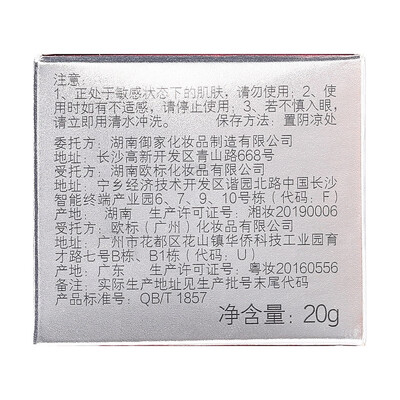 注意：
1、正处于敏感状态下的肌肤，请勿使用；2、使
用时如有不适感，请停止使用；3、若不慎入眼，
请立即用清水冲洗。 保存方法：置阴凉处
委托方：湖南御家化妆品制造有限公司
地址：长沙高新开发区青山路668号
受托方：湖南欧标化妆品有限公司
地址：宁乡经济技术开发区谐园北路中国长沙
智能终端产业园6、7、9、10号栋（代码：F）
产地：湖南 生产许可证号：湘妆20190006
受托方：欧标（广州）化妆品有限公司
地址：广州市花都区花山镇华侨科技工业园育
才路七号B栋、B1栋（代码：U）
产地：广东 生产许可证号：粤妆20160556
备注：实际生产地址见生产批号末尾代码
产品标准号：QB/T 1857
净含量：20g